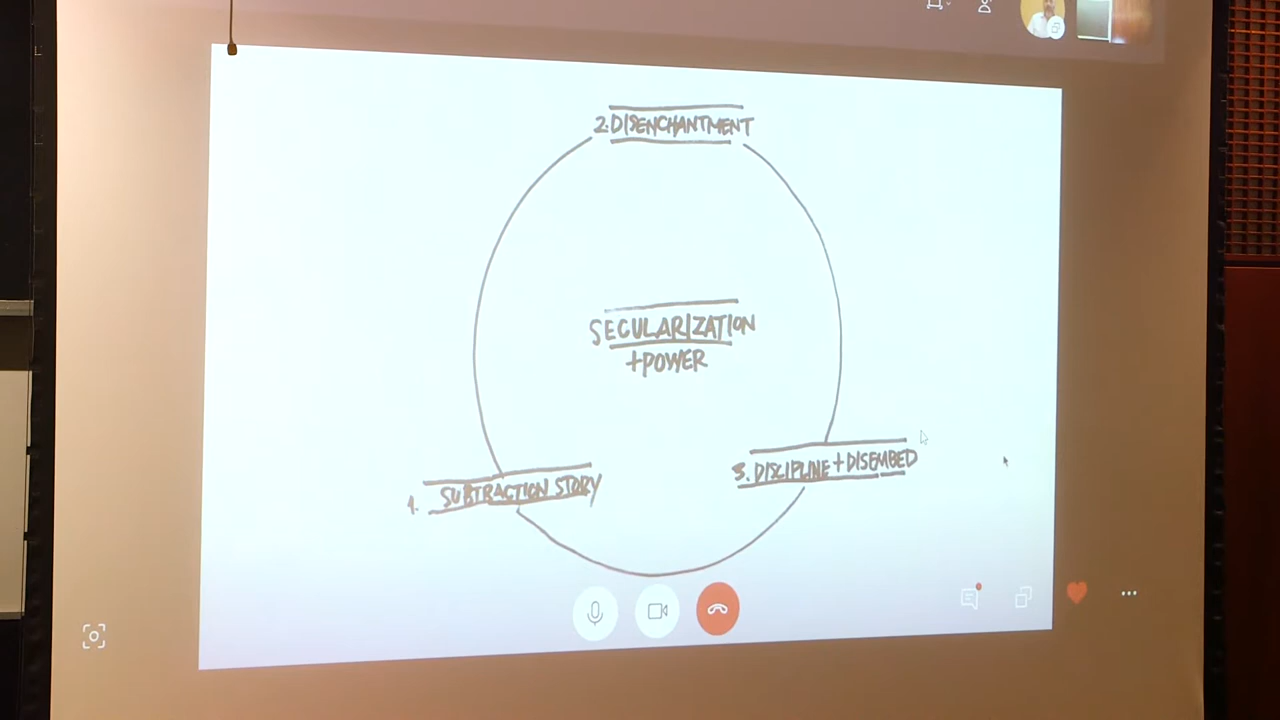 2. DISENCHANTMENT
SECULARIZATION
+POWER
1. SUBTRACTION STORY
3. DISCIPLINE + DISEMBED